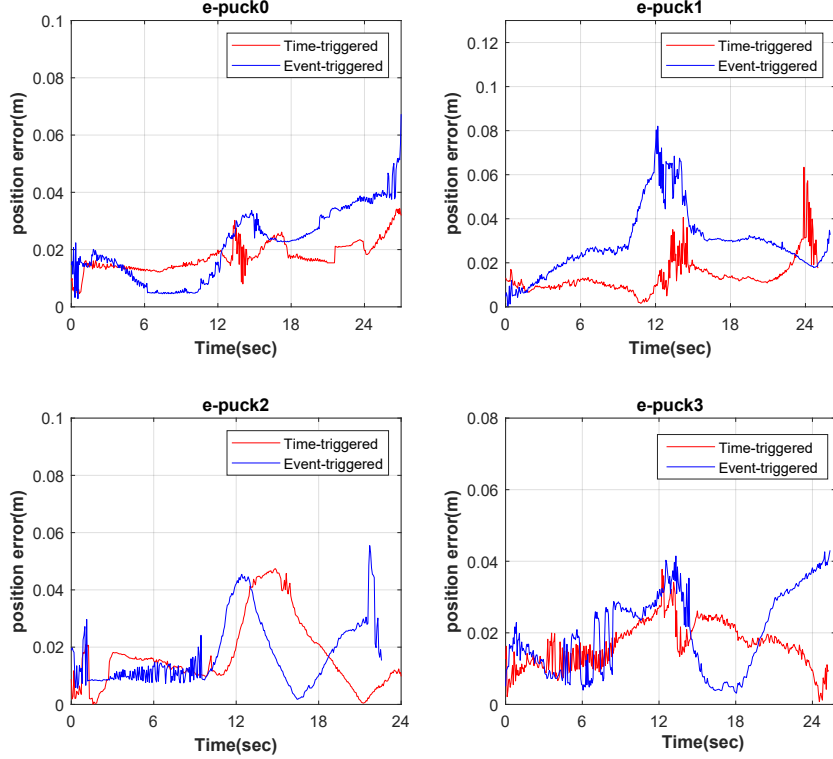 e-puck0
0.1
0.08
0.06
0.04
0.02
0
position error(m)
Time-triggered
Event-triggered
0 6 12 18 24
Time(sec)
e-puck1
0.12
0.1
0.08
0.06
0.04
0.02
0
position error(m)
Time-triggered
Event-triggered
0 6 12 18 24
Time(sec)
e-puck2
0.1
0.08
0.06
0.04
0.02
0
position error(m)
Time-triggered
Event-triggered
0 6 12 18 24
Time(sec)
e-puck3
0.08
0.06
0.04
0.02
0
position error(m)
Time-triggered
Event-triggered
0 6 12 18 24
Time(sec)